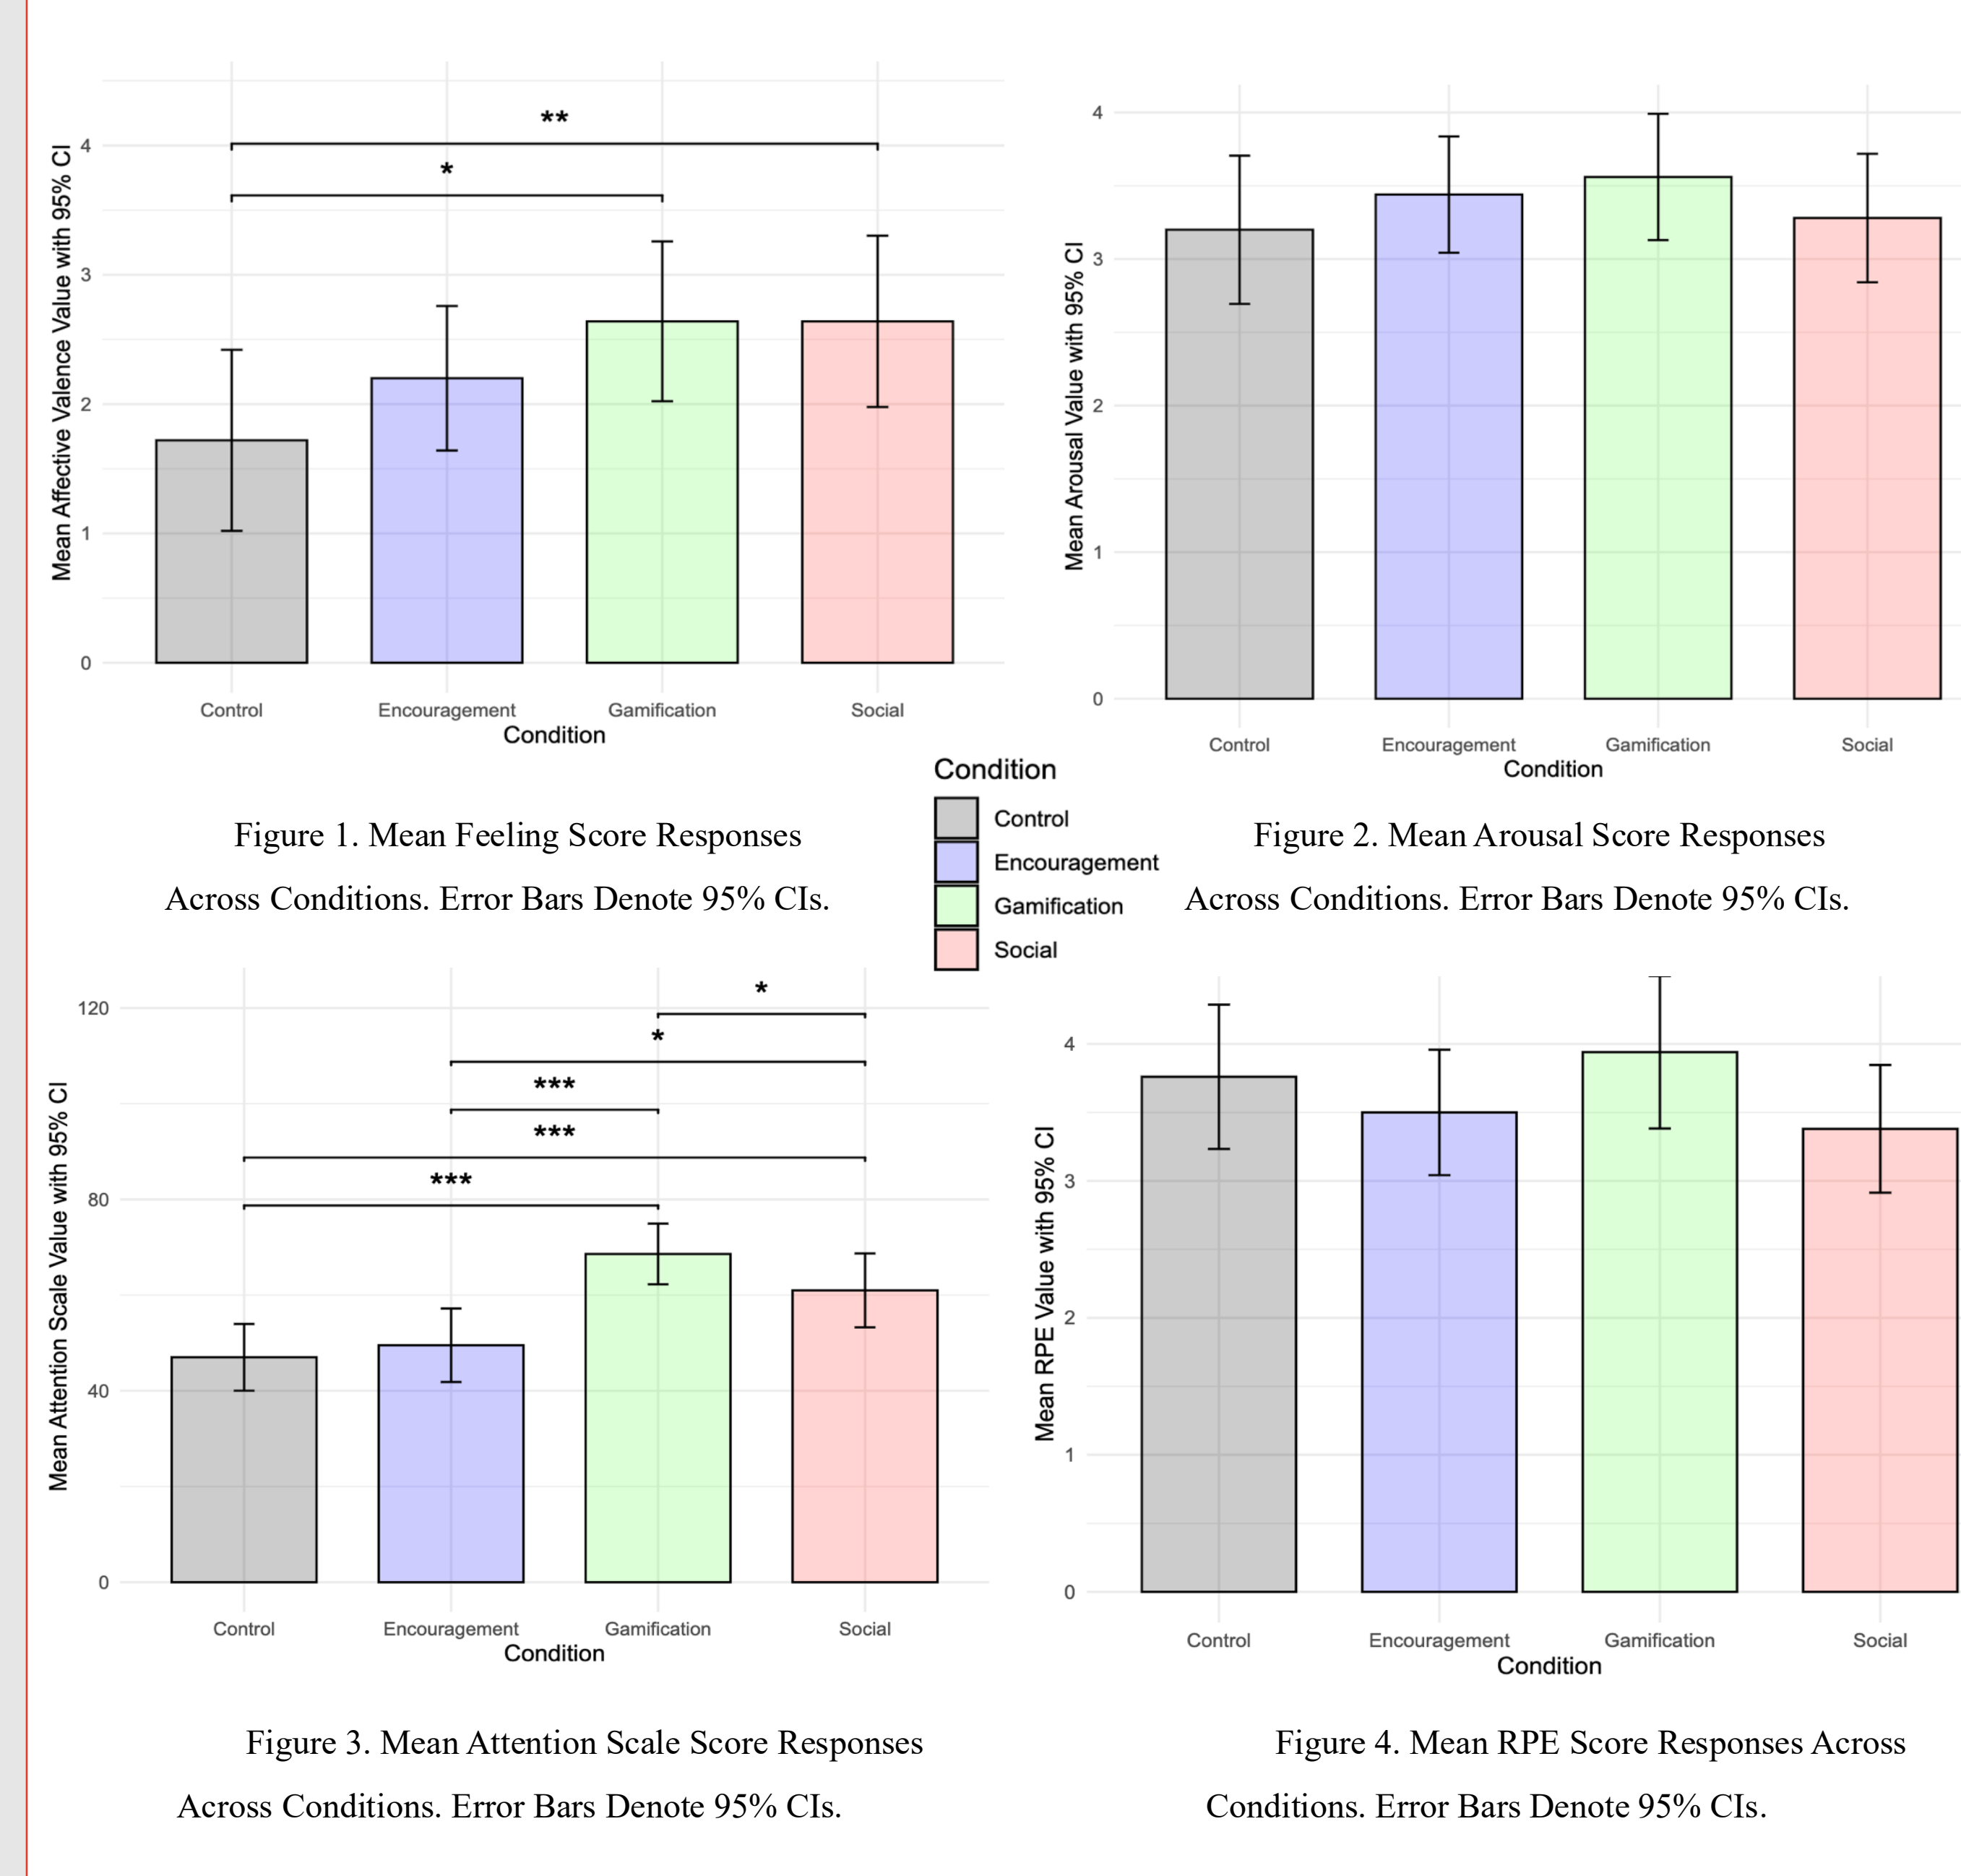 **
*
Mean Affective Valence Value with 95% CI
4
3
2
1
0
Control Encouragement Gamification Social
Condition
Mean Arousal Value with 95% CI
4
3
2
1
0
Control Encouragement Gamification Social
Condition
Condition
Control
Encouragement
Gamification
Social
Figure 1. Mean Feeling Score Responses
Across Conditions. Error Bars Denote 95% CIs.
Figure 2. Mean Arousal Score Responses
Across Conditions. Error Bars Denote 95% CIs.
*
*
***
***
***
Mean Attention Scale Value with 95% CI
120
80
40
0
Control Encouragement Gamification Social
Condition
Mean RPE Value with 95% CI
4
3
2
1
0
Control Encouragement Gamification Social
Condition
Figure 3. Mean Attention Scale Score Responses
Across Conditions. Error Bars Denote 95% CIs.
Figure 4. Mean RPE Score Responses Across
Conditions. Error Bars Denote 95% CIs.